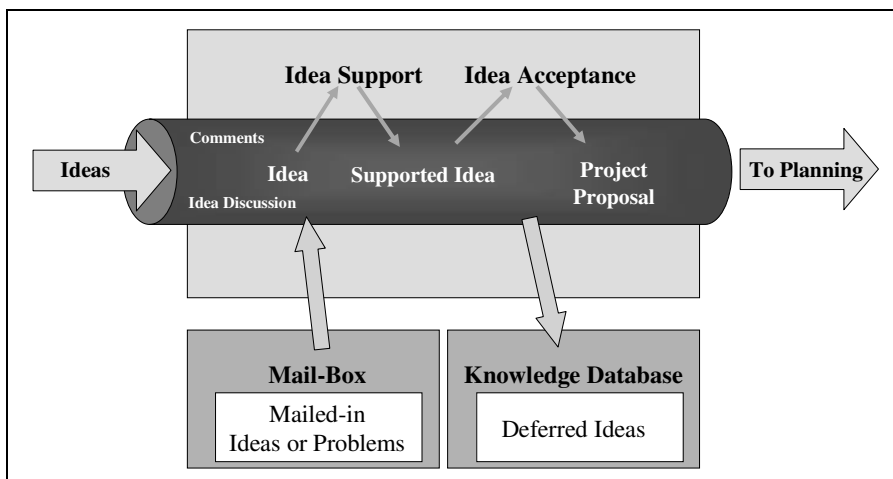 Idea Support
Idea Acceptance
Comments
Ideas
Idea
Supported Idea
Project
Proposal
To Planning
Idea Discussion
Mail-Box
Mailed-in
Ideas or Problems
Knowledge Database
Deferred Ideas